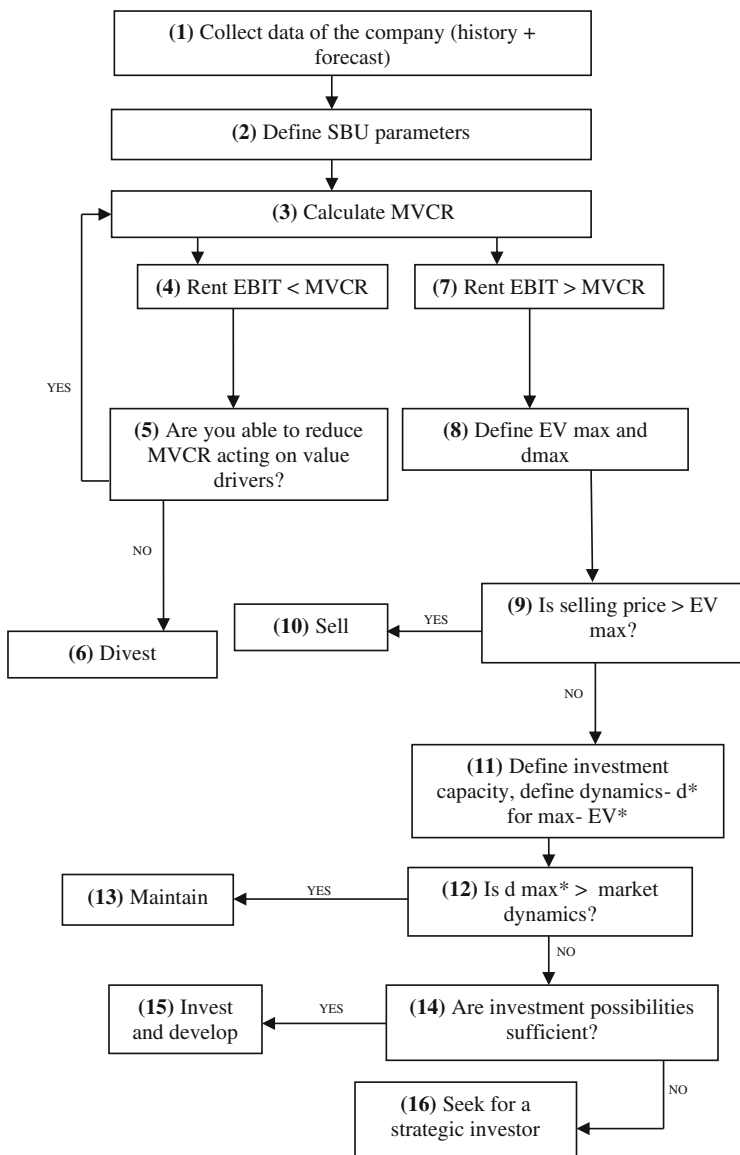 (1) Collect data of the company (history +
forecast)
(2) Define SBU parameters
(3) Calculate MVCR
(4) Rent EBIT < MVCR
(7) Rent EBIT > MVCR
YES
(5) Are you able to reduce
MVCR acting on value
drivers?
(8) Define EV max and
dmax
NO
(6) Divest
(9) Is selling price > EV
max?
YES
(10) Sell
NO
(11) Define investment
capacity, define dynamics- d*
for max- EV*
(12) Is d max* > market
dynamics?
YES
(13) Maintain
NO
(14) Are investment possibilities
sufficient?
YES
(15) Invest
and develop
NO
(16) Seek for a
strategic investor